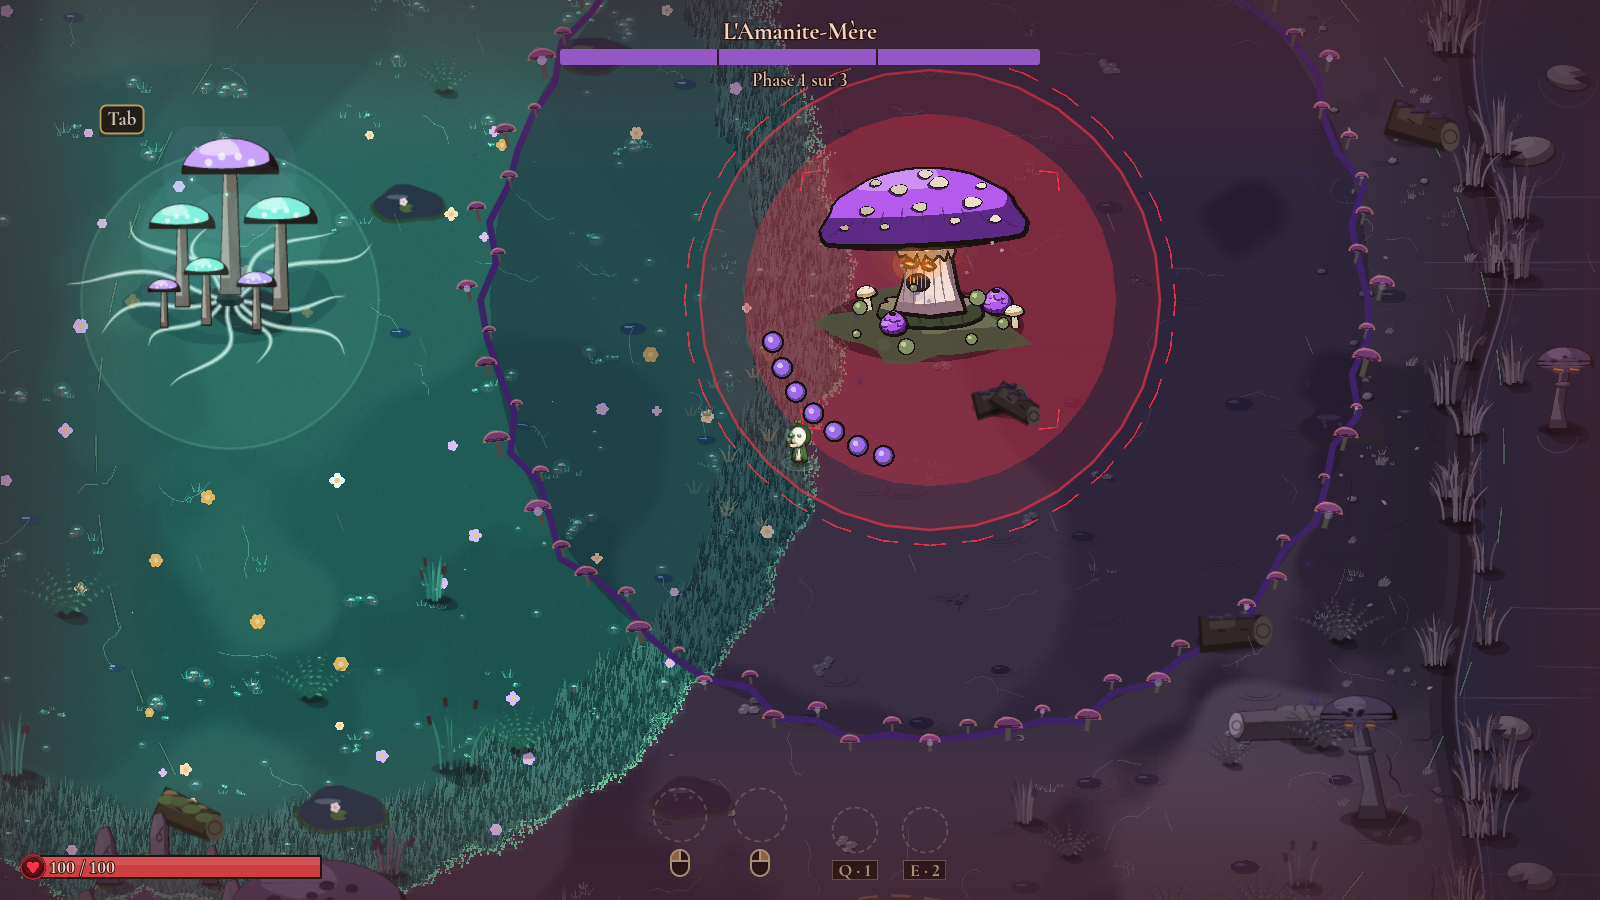 L'Amanite-Mère
Phase 1 sur 3
Tab
100 / 100
Q · 1
E · 2